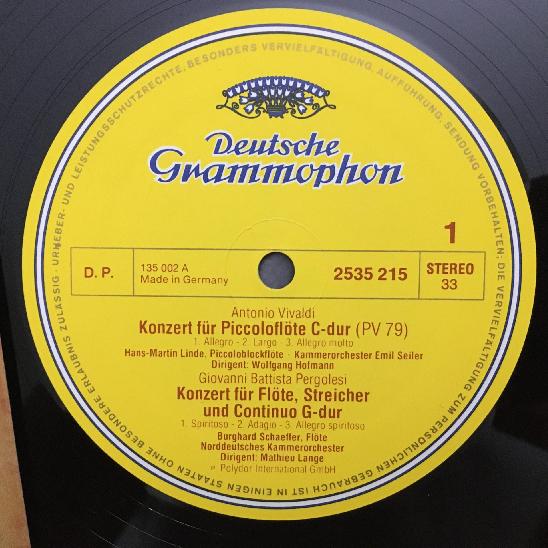 URHEBER- UND LEISTUNGSSCHUTZRECHTE, BESONDERS VERVIELFÄLTIGUNG, AUFFÜHRUNG, SENDUNG VORBEHALTEN; DIE VERVIELFÄLTIGUNG ZUM PERSÖNLICHEN GEBRAUCH IST IN EINIGEN STAATEN OHNE BESONDERE ERLAUBNIS ZULÄSSIG -
Deutsche
Grammophon
1
D. P.
135 002 A
Made in Germany
2535 215
STEREO
33
Antonio Vivaldi
Konzert für Piccoloflöte C-dur (PV 79)
1. Allegro - 2. Largo - 3. Allegro molto
Hans-Martin Linde, Piccoloblockflöte · Kammerorchester Emil Seiler
Dirigent: Wolfgang Hofmann
Giovanni Battista Pergolesi
Konzert für Flöte, Streicher
und Continuo G-dur
1. Spiritoso - 2. Adagio - 3. Allegro spiritoso
Burghard Schaeffer, Flöte
Norddeutsches Kammerorchester
Dirigent: Mathieu Lange
℗ Polydor International GmbH